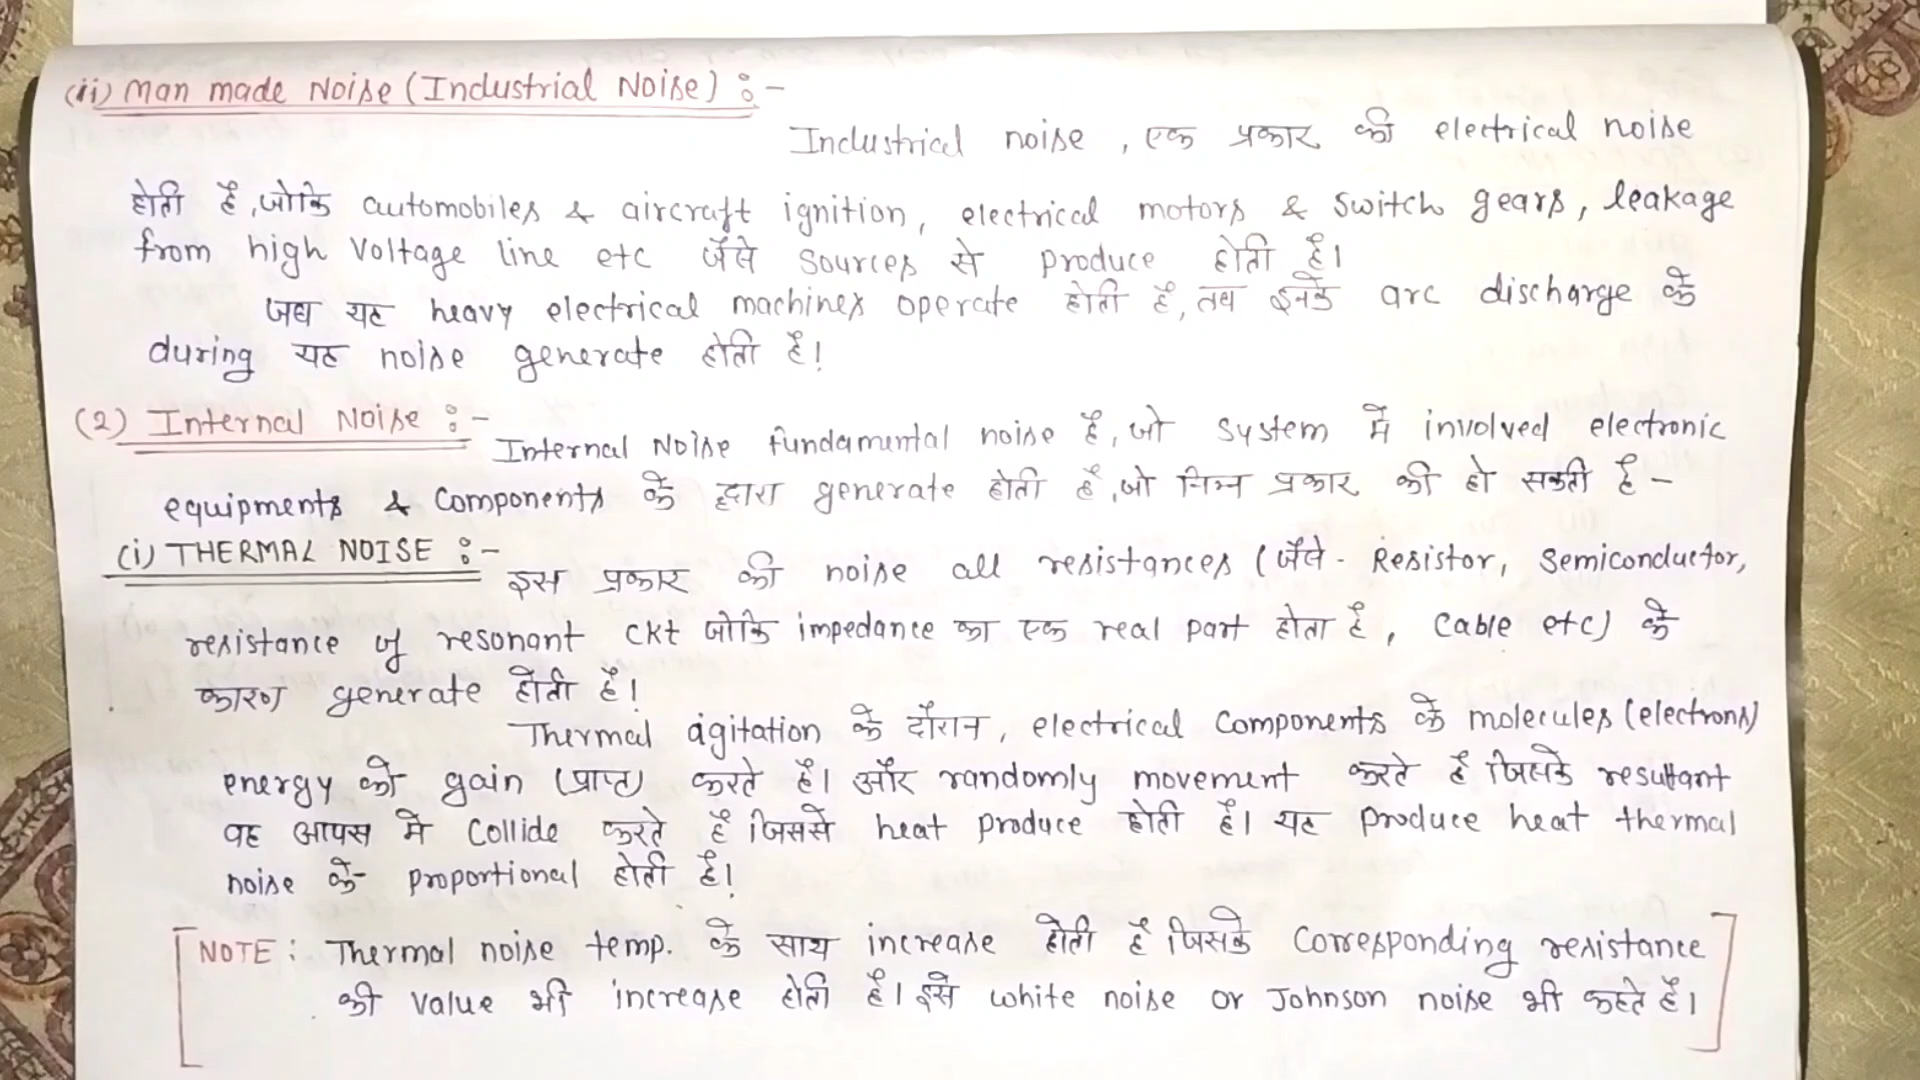 (ii) Man made Noise (Industrial Noise) :-
Industrical noise , एक प्रकार की electrical noise
होती है, जोकि automobiles & aircraft ignition, electrical motors & switch gears, leakage
from high voltage line etc जैसे sources से produce होती है।
जब यह heavy electrical machines operate होती है, तब इनके arc discharge के
during यह noise generate होती है।
(2) Internal Noise :-
Internal Noise fundamental noise है, जो system में involved electronic
equipments & components के द्वारा generate होती है, जो निम्न प्रकार की हो सकती है -
(i) THERMAL NOISE :-
इस प्रकार की noise all resistances (जैसे - Resistor, semiconductor,
resistance of resonant ckt जोकि impedance का एक real part होता है, cable etc) के
कारण generate होती है।
Thermal agitation के दौरान, electrical components के molecules (electrons)
energy को gain (प्राप्त) करते है। और randomly movement करते है जिसके resultant
वह आपस मे collide करते है जिससे heat produce होती है। यह produce heat thermal
noise के proportional होती है।
NOTE : Thermal noise temp. के साथ increase होती है जिसके corresponding resistance
की value भी increase होती है। इसे white noise or Johnson noise भी कहते है।